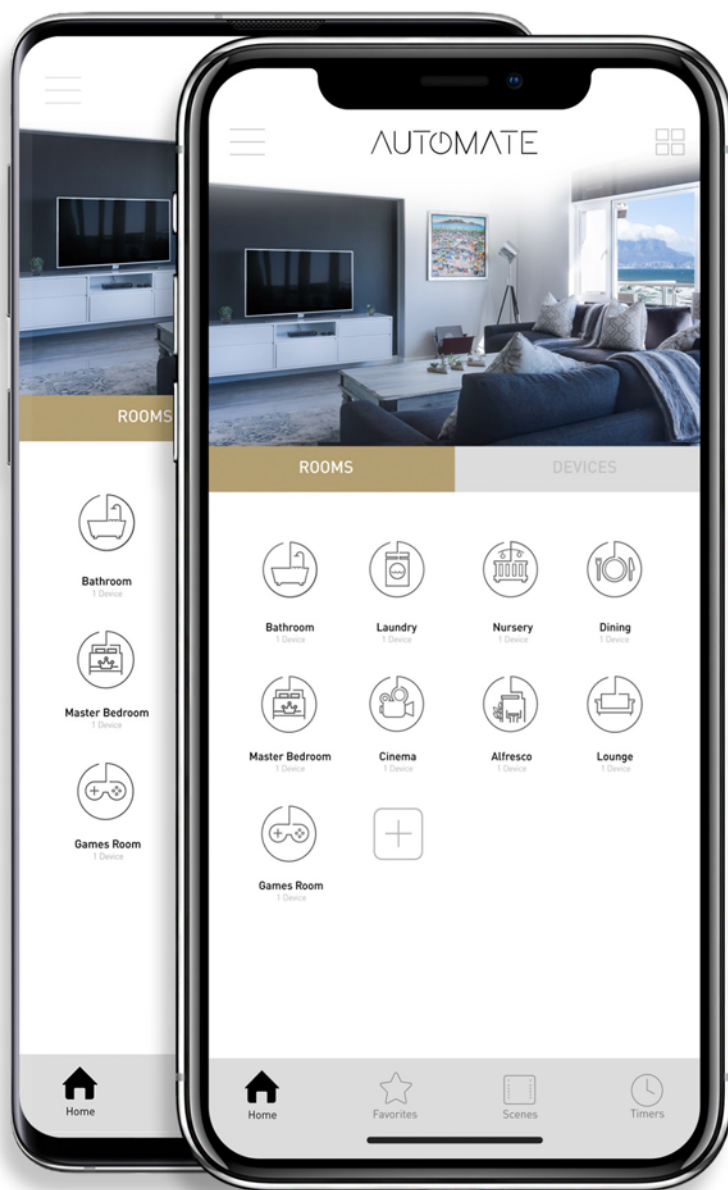 ROOMS
Bathroom
1 Device
Master Bedroom
1 Device
Games Room
1 Device
Home
AUTOMATE
ROOMS DEVICES
Bathroom Laundry Nursery Dining
1 Device 1 Device 1 Device 1 Device
Master Bedroom Cinema Alfresco Lounge
1 Device 1 Device 1 Device 1 Device
Games Room
1 Device
Home Favorites Scenes Timers